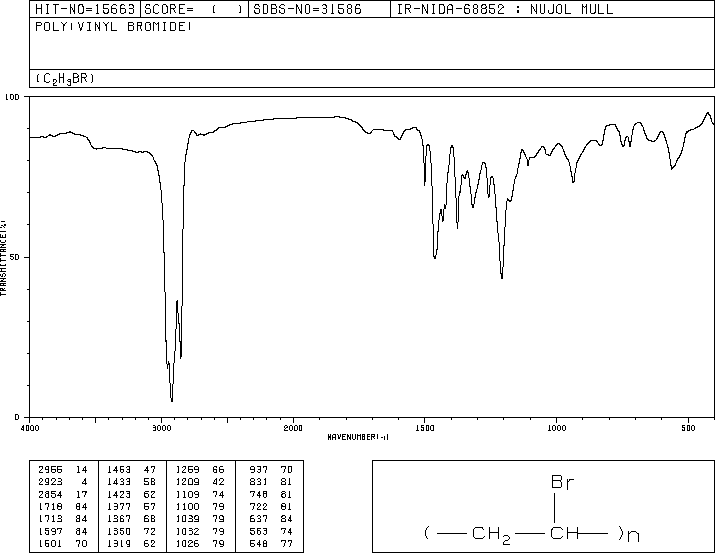 HIT-NO=15663 SCORE= ( ) SDBS-NO=31586 IR-NIDA-68852 : NUJOL MULL
POLY(VINYL BROMIDE)
(C2H3BR)
100
50
0
TRANSMITTANCE(%)
4000 3000 2000 1500 1000 500
WAVENUMBER(-1)
2955 14 1463 47 1259 66 937 70
2923 4 1433 58 1209 42 831 81
2854 17 1423 62 1109 74 748 81
1718 84 1377 57 1100 79 722 81
1713 84 1367 68 1039 79 637 84
1597 84 1350 72 1032 79 563 74
1501 70 1319 62 1026 79 548 77
Br
( CH2 CH )n